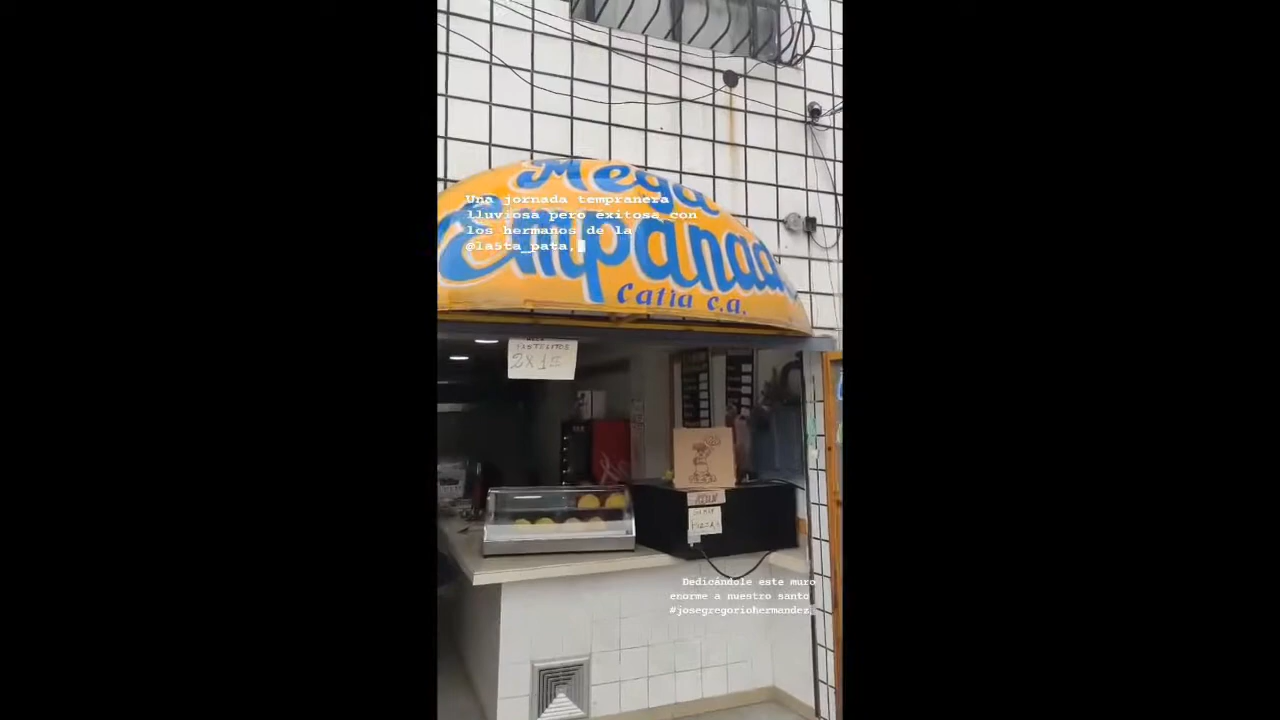 Mega
Empanada
Catia c.a.
Una jornada tempranera
lluviosa pero exitosa con
los hermanos de la
@la5ta_pata.
PASTELITOS
2X1
Dedicándole este muro
enorme a nuestro santo
#josegregoriohernandez